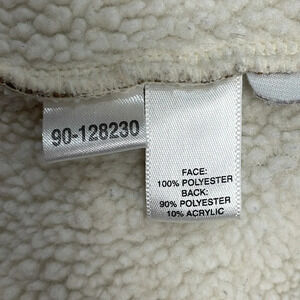 90-128230
FACE:
100% POLYESTER
BACK:
90% POLYESTER
10% ACRYLIC